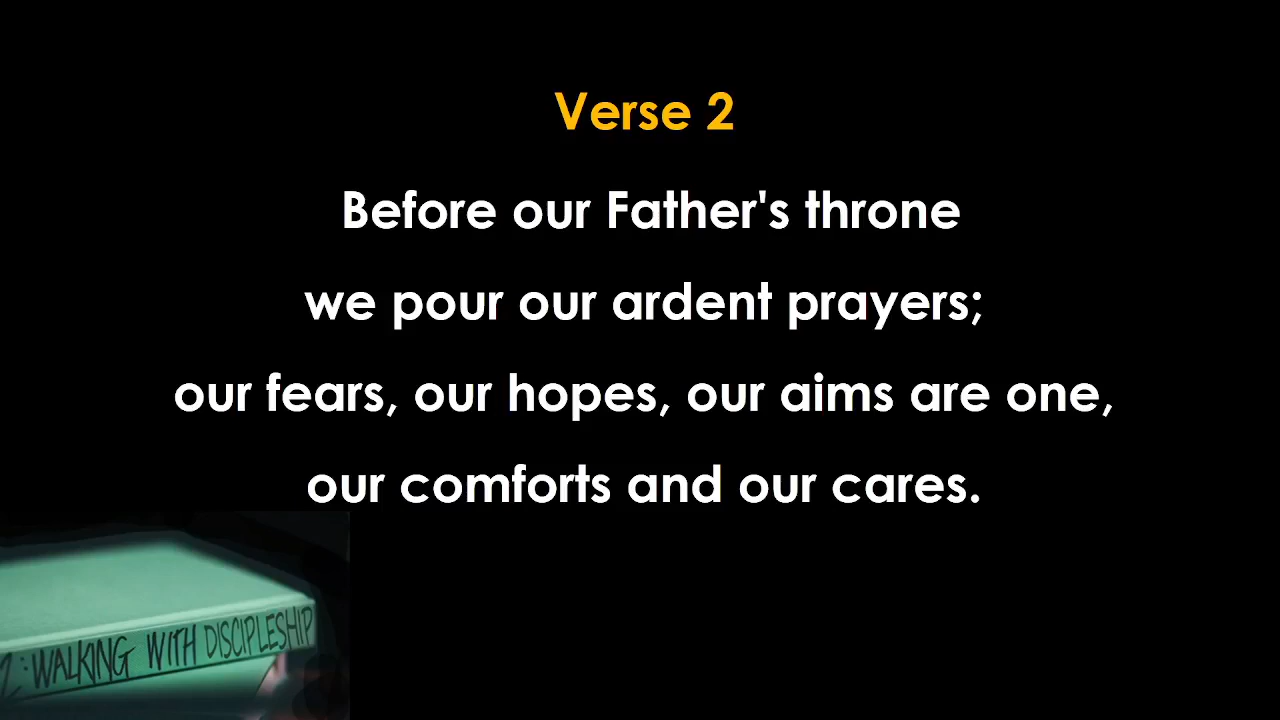 Verse 2
Before our Father's throne
we pour our ardent prayers;
our fears, our hopes, our aims are one,
our comforts and our cares.
2: WALKING WITH DISCIPLESHIP